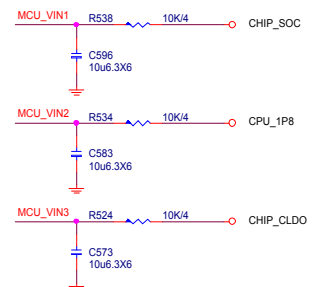 MCU_VIN1 R538 10K/4 CHIP_SOC
C596
10u6.3X6
MCU_VIN2 R534 10K/4 CPU_1P8
C583
10u6.3X6
MCU_VIN3 R524 10K/4 CHIP_CLDO
C573
10u6.3X6